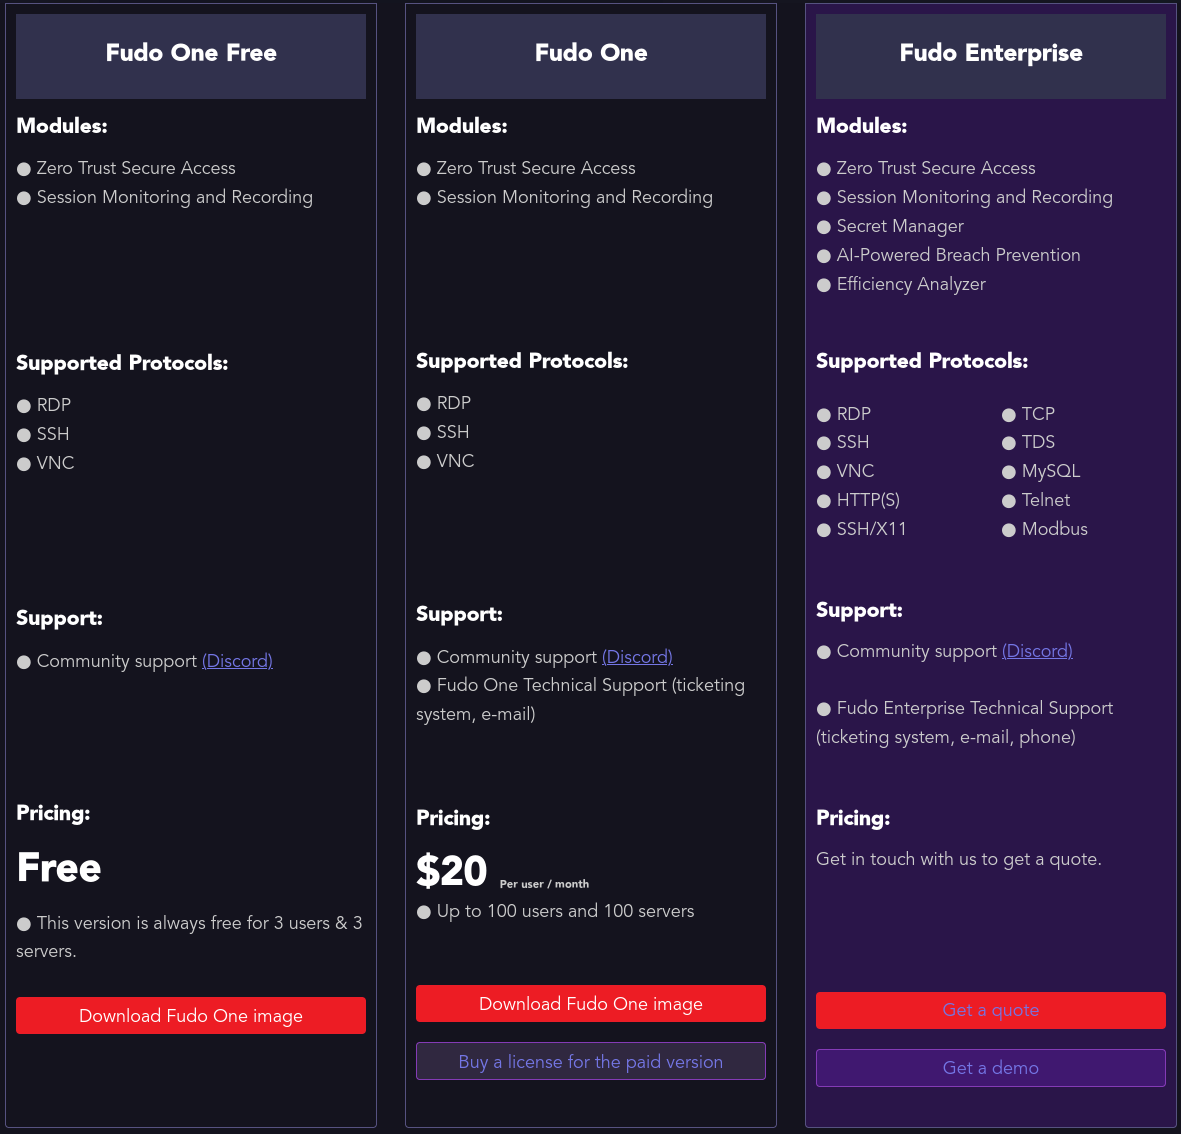 Fudo One Free
Modules:
● Zero Trust Secure Access
● Session Monitoring and Recording
Supported Protocols:
● RDP
● SSH
● VNC
Support:
● Community support (Discord)
Pricing:
Free
● This version is always free for 3 users & 3
servers.
Download Fudo One image
Fudo One
Modules:
● Zero Trust Secure Access
● Session Monitoring and Recording
Supported Protocols:
● RDP
● SSH
● VNC
Support:
● Community support (Discord)
● Fudo One Technical Support (ticketing
system, e-mail)
Pricing:
$20 Per user / month
● Up to 100 users and 100 servers
Download Fudo One image
Buy a license for the paid version
Fudo Enterprise
Modules:
● Zero Trust Secure Access
● Session Monitoring and Recording
● Secret Manager
● AI-Powered Breach Prevention
● Efficiency Analyzer
Supported Protocols:
● RDP
● SSH
● VNC
● HTTP(S)
● SSH/X11
● TCP
● TDS
● MySQL
● Telnet
● Modbus
Support:
● Community support (Discord)
● Fudo Enterprise Technical Support
(ticketing system, e-mail, phone)
Pricing:
Get in touch with us to get a quote.
Get a quote
Get a demo